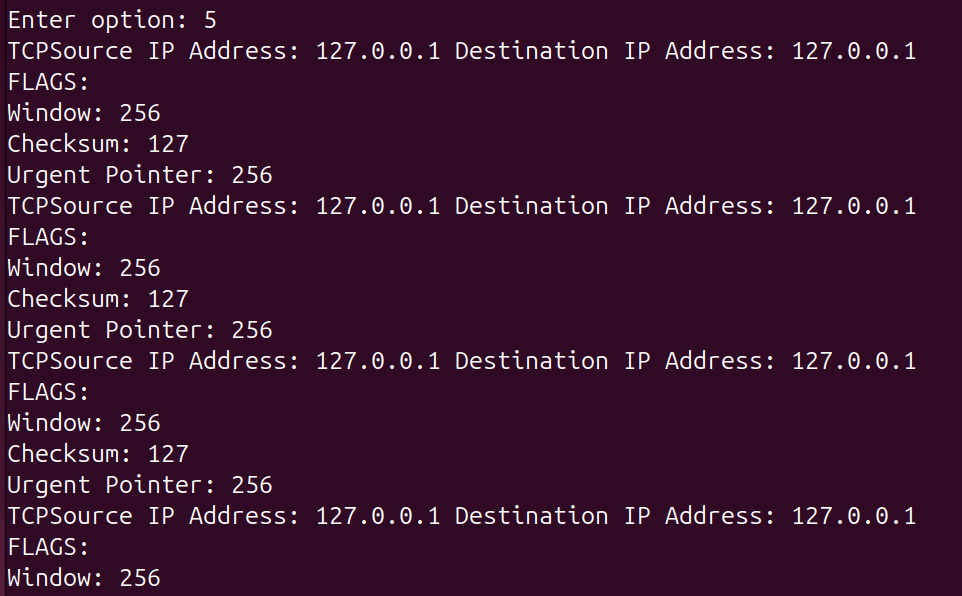 Enter option: 5
TCPSource IP Address: 127.0.0.1 Destination IP Address: 127.0.0.1
FLAGS:
Window: 256
Checksum: 127
Urgent Pointer: 256
TCPSource IP Address: 127.0.0.1 Destination IP Address: 127.0.0.1
FLAGS:
Window: 256
Checksum: 127
Urgent Pointer: 256
TCPSource IP Address: 127.0.0.1 Destination IP Address: 127.0.0.1
FLAGS:
Window: 256
Checksum: 127
Urgent Pointer: 256
TCPSource IP Address: 127.0.0.1 Destination IP Address: 127.0.0.1
FLAGS:
Window: 256